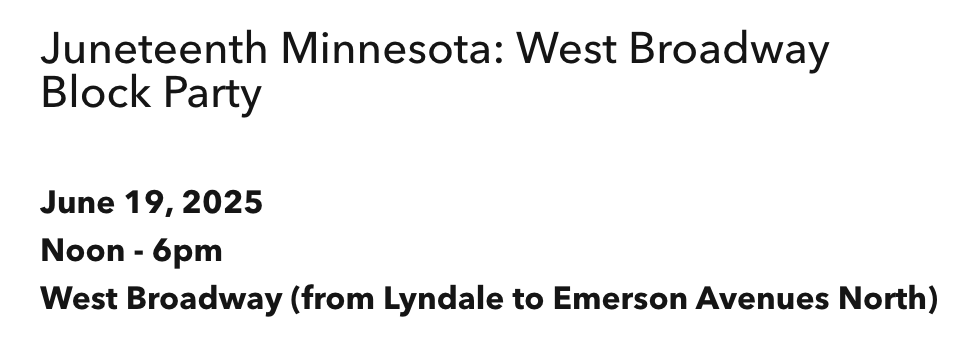 Juneteenth Minnesota: West Broadway
Block Party
June 19, 2025
Noon - 6pm
West Broadway (from Lyndale to Emerson Avenues North)